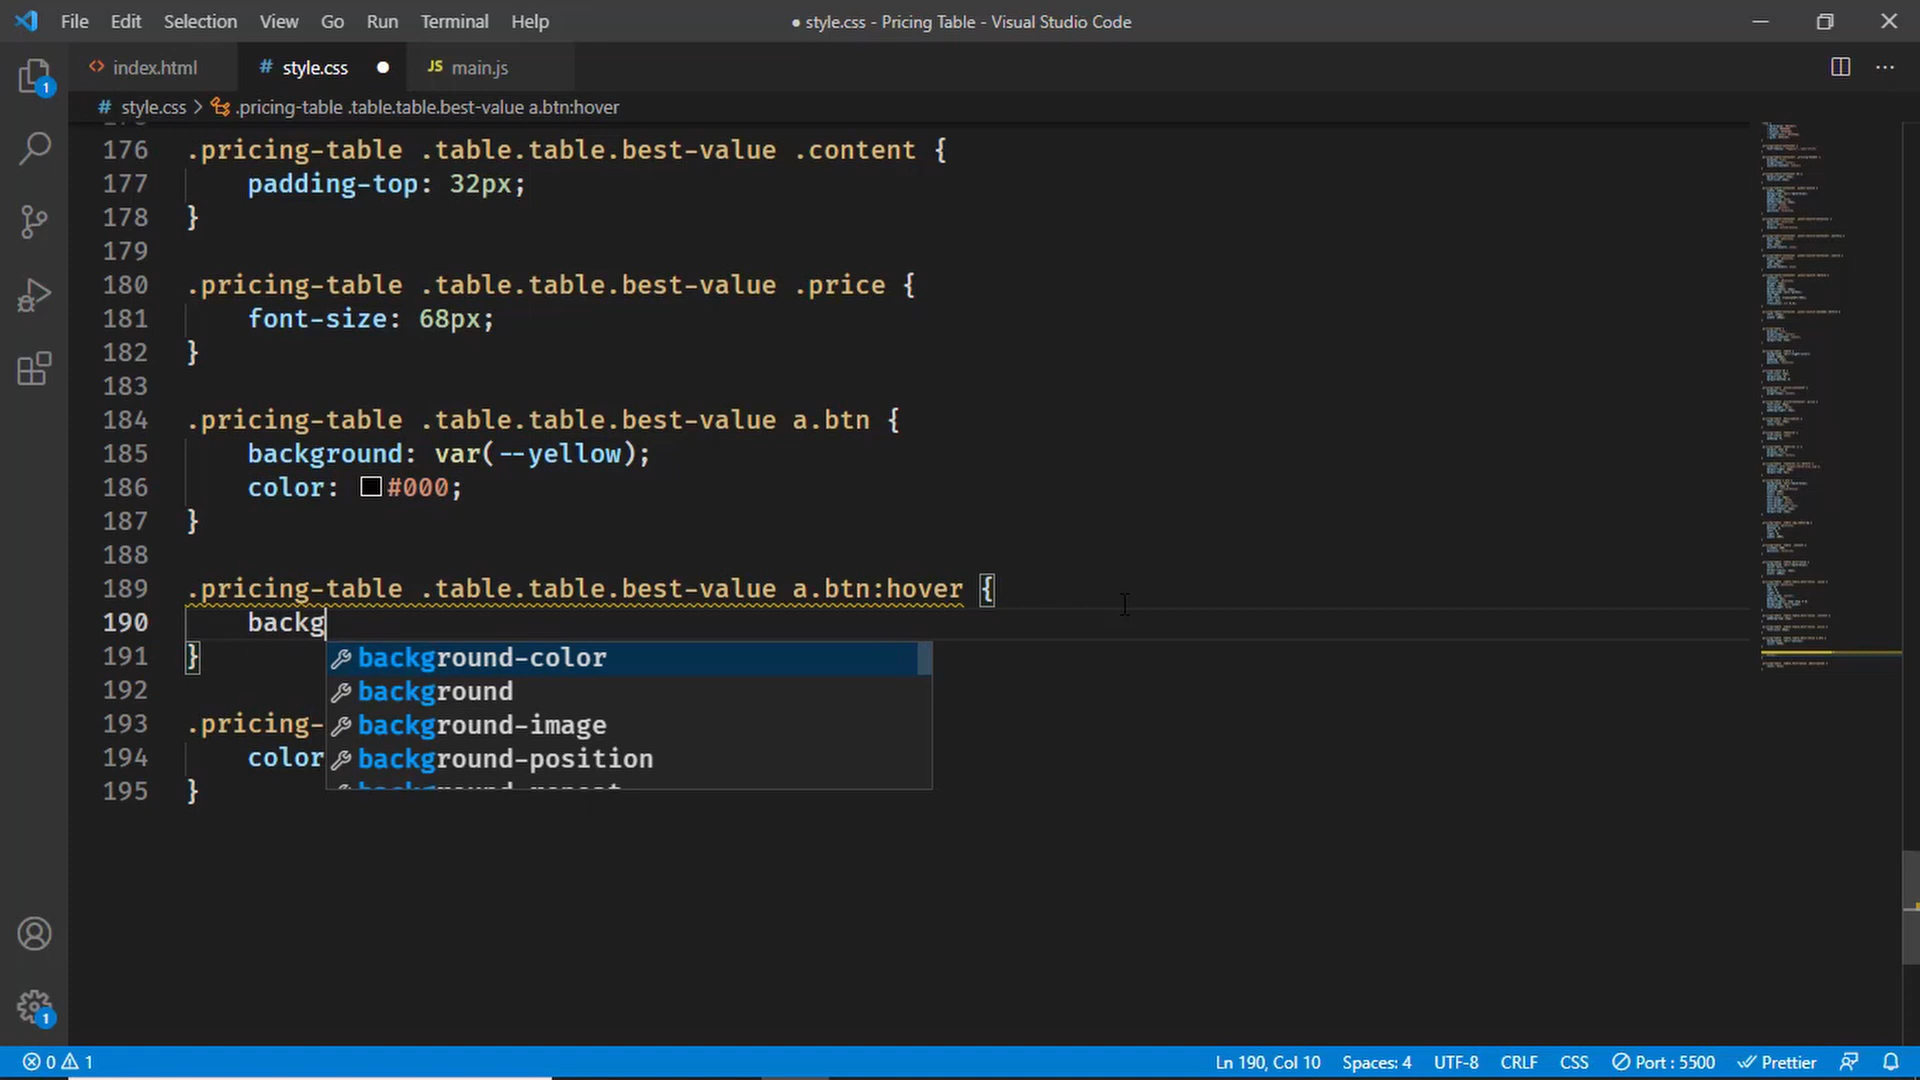 File Edit Selection View Go Run Terminal Help ● style.css - Pricing Table - Visual Studio Code
<> index.html # style.css ● JS main.js
# style.css > .pricing-table .table.table.best-value a.btn:hover
176 .pricing-table .table.table.best-value .content {
177 padding-top: 32px;
178 }
179
180 .pricing-table .table.table.best-value .price {
181 font-size: 68px;
182 }
183
184 .pricing-table .table.table.best-value a.btn {
185 background: var(--yellow);
186 color: #000;
187 }
188
189 .pricing-table .table.table.best-value a.btn:hover {
190 backg
191 } background-color
192 background
193 .pricing- background-image
194 color background-position
195 }
1
1
0 1 Ln 190, Col 10 Spaces: 4 UTF-8 CRLF CSS Port : 5500 Prettier